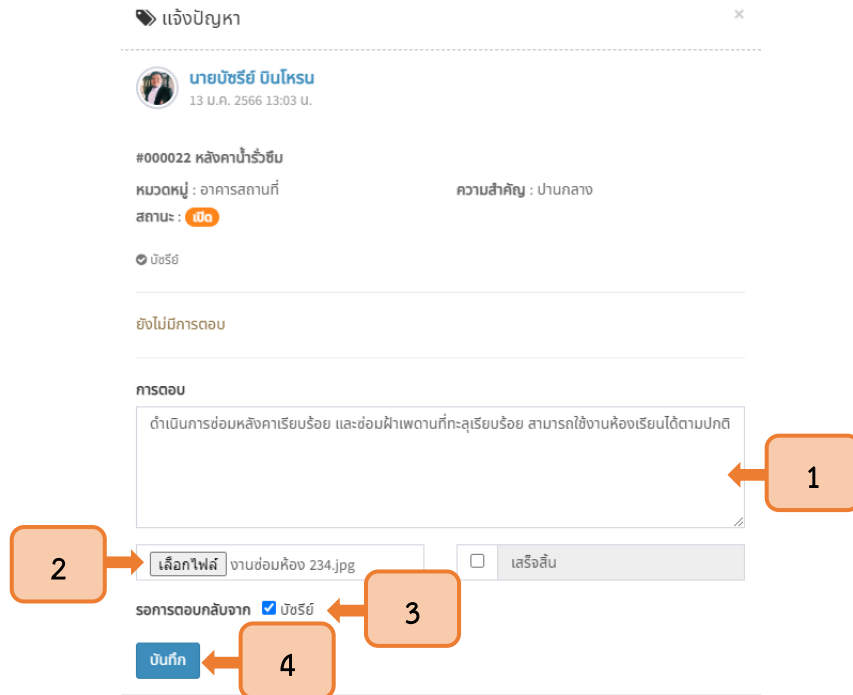 แจ้งปัญหา ×
นายบัซรีย์ บินโหรน
13 ม.ค. 2566 13:03 น.
#000022 หลังคาน้ำรั่วซึม
หมวดหมู่ : อาคารสถานที่ ความสำคัญ : ปานกลาง
สถานะ : เปิด
บัซรีย์
ยังไม่มีการตอบ
การตอบ
ดำเนินการซ่อมหลังคาเรียบร้อย และซ่อมฝ้าเพดานที่ทะลุเรียบร้อย สามารถใช้งานห้องเรียนได้ตามปกติ
1
2 เลือกไฟล์ งานซ่อมห้อง 234.jpg เสร็จสิ้น
รอการตอบกลับจาก บัซรีย์ 3
บันทึก 4